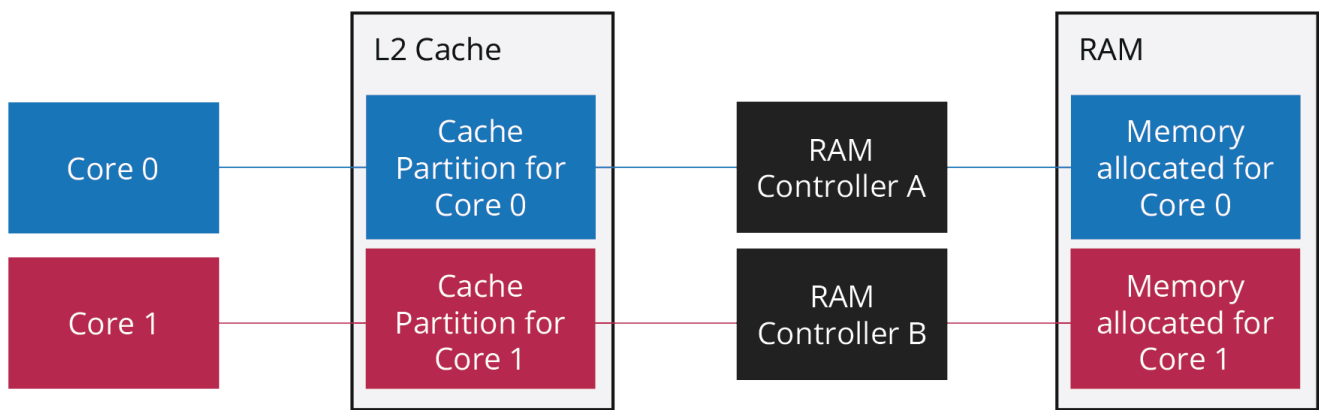 L2 Cache
RAM
Core 0
Cache
Partition for
Core 0
RAM
Controller A
Memory
allocated for
Core 0
Core 1
Cache
Partition for
Core 1
RAM
Controller B
Memory
allocated for
Core 1